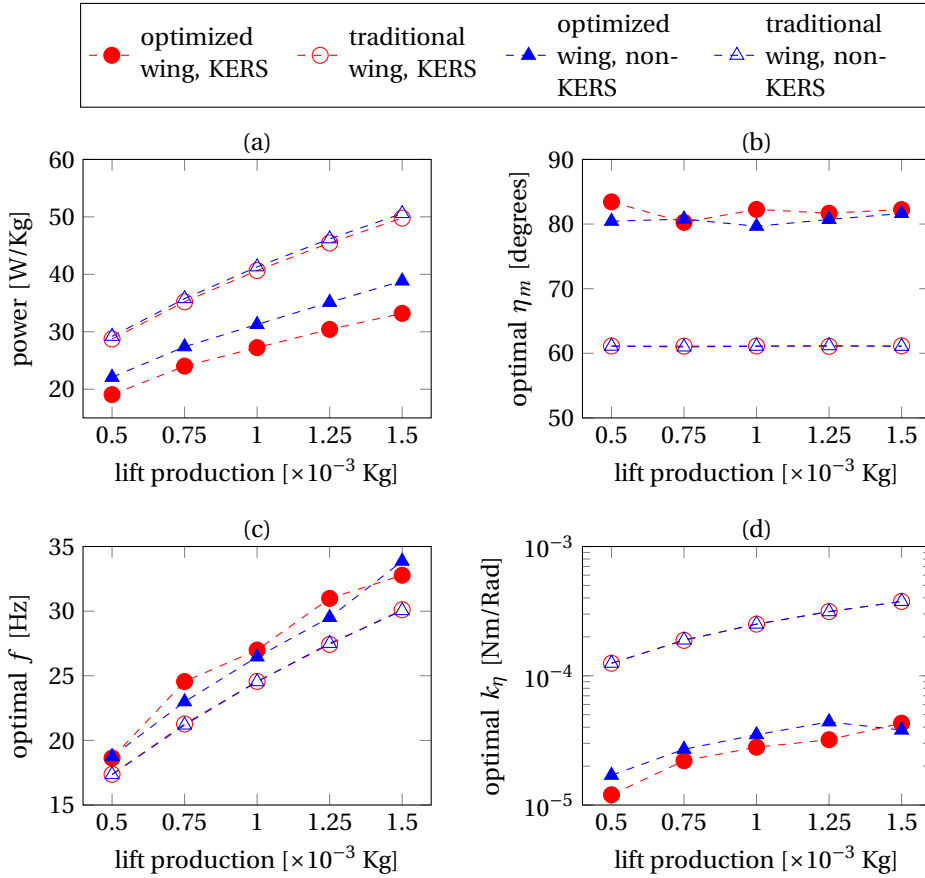 optimized wing, KERS
traditional wing, KERS
optimized wing, non-KERS
traditional wing, non-KERS
(a)
60
50
40
30
20
power [W/Kg]
0.5 0.75 1 1.25 1.5
lift production [×10⁻³ Kg]
(b)
90
80
70
60
50
optimal η_m [degrees]
0.5 0.75 1 1.25 1.5
lift production [×10⁻³ Kg]
(c)
35
30
25
20
15
optimal f [Hz]
0.5 0.75 1 1.25 1.5
lift production [×10⁻³ Kg]
(d)
10⁻³
10⁻⁴
10⁻⁵
optimal k_η [Nm/Rad]
0.5 0.75 1 1.25 1.5
lift production [×10⁻³ Kg]